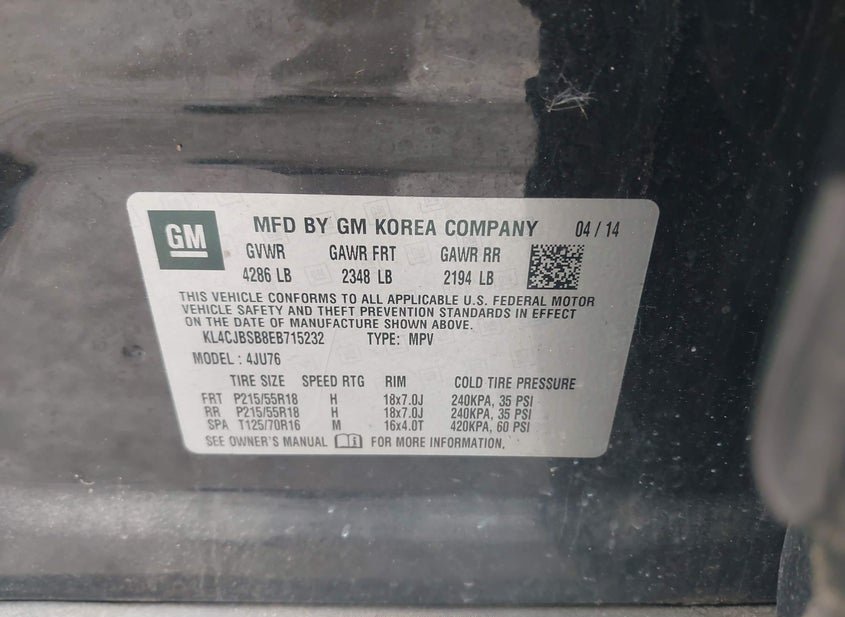 GM MFD BY GM KOREA COMPANY 04 / 14
GVWR GAWR FRT GAWR RR
4286 LB 2348 LB 2194 LB
THIS VEHICLE CONFORMS TO ALL APPLICABLE U.S. FEDERAL MOTOR
VEHICLE SAFETY AND THEFT PREVENTION STANDARDS IN EFFECT
ON THE DATE OF MANUFACTURE SHOWN ABOVE.
KL4CJBSB8EB715232 TYPE: MPV
MODEL : 4JU76
TIRE SIZE SPEED RTG RIM COLD TIRE PRESSURE
FRT P215/55R18 H 18x7.0J 240KPA, 35 PSI
RR P215/55R18 H 18x7.0J 240KPA, 35 PSI
SPA T125/70R16 M 16x4.0T 420KPA, 60 PSI
SEE OWNER'S MANUAL FOR MORE INFORMATION.